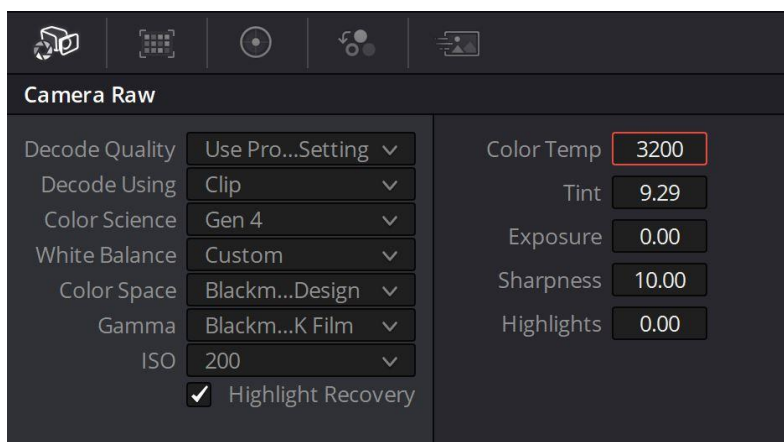 Camera Raw
Decode Quality Use Pro...Setting
Decode Using Clip
Color Science Gen 4
White Balance Custom
Color Space Blackm...Design
Gamma Blackm...K Film
ISO 200
Highlight Recovery
Color Temp 3200
Tint 9.29
Exposure 0.00
Sharpness 10.00
Highlights 0.00